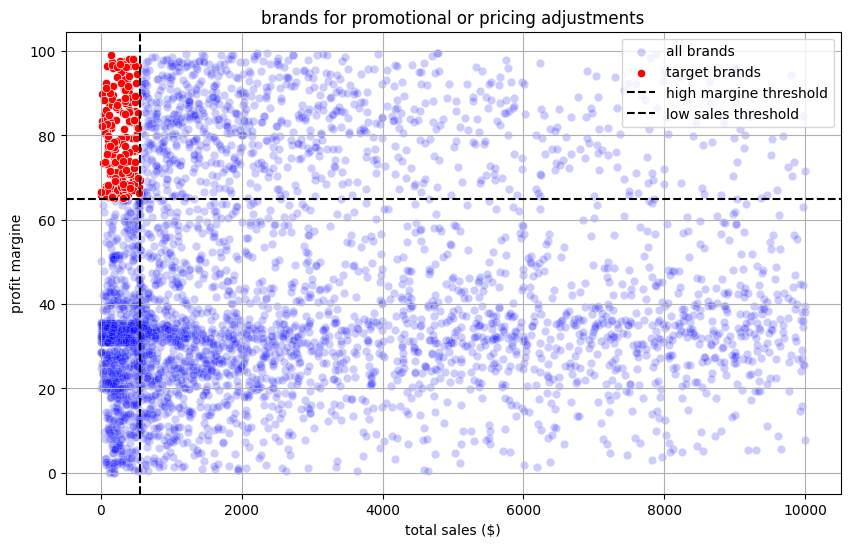 brands for promotional or pricing adjustments
all brands
target brands
high margine threshold
low sales threshold
profit margine
100
80
60
40
20
0
0 2000 4000 6000 8000 10000
total sales ($)